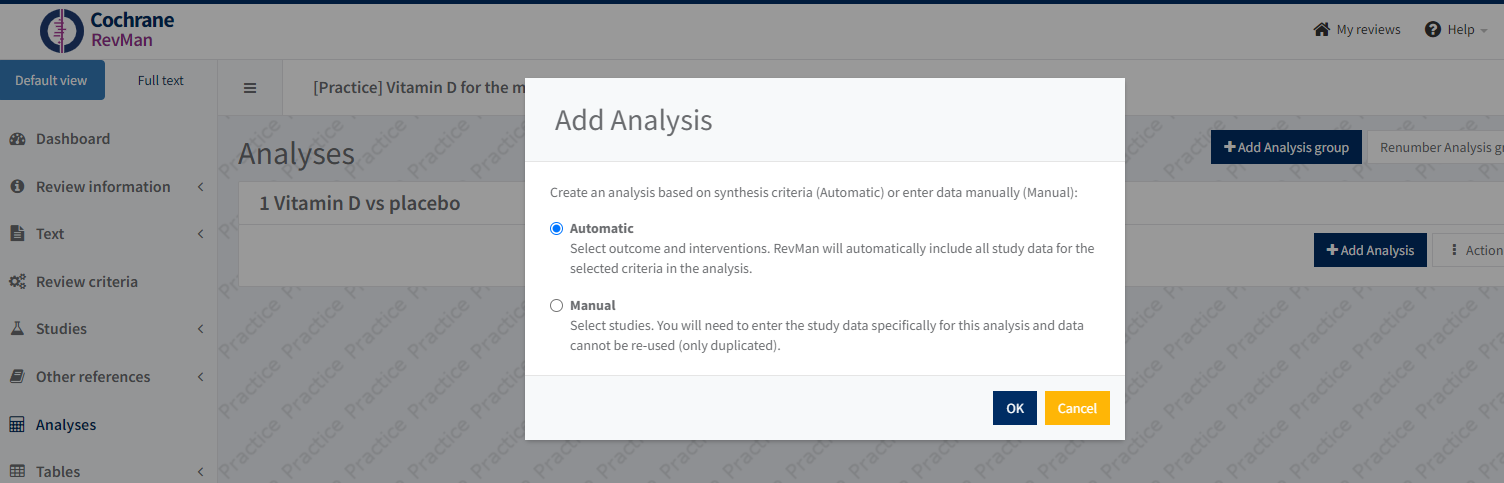 Cochrane
RevMan
My reviews
Help
Default view
Full text
[Practice] Vitamin D for the m
Dashboard
Review information
Text
Review criteria
Studies
Other references
Analyses
Tables
Analyses
Add Analysis group
Renumber Analysis g
1 Vitamin D vs placebo
Add Analysis
Action
Add Analysis
Create an analysis based on synthesis criteria (Automatic) or enter data manually (Manual):
Automatic
Select outcome and interventions. RevMan will automatically include all study data for the
selected criteria in the analysis.
Manual
Select studies. You will need to enter the study data specifically for this analysis and data
cannot be re-used (only duplicated).
OK
Cancel
Practice